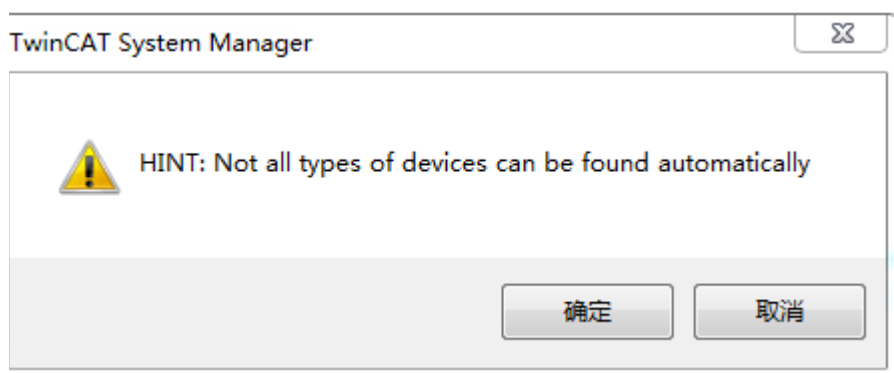 TwinCAT System Manager
HINT: Not all types of devices can be found automatically
确定
取消